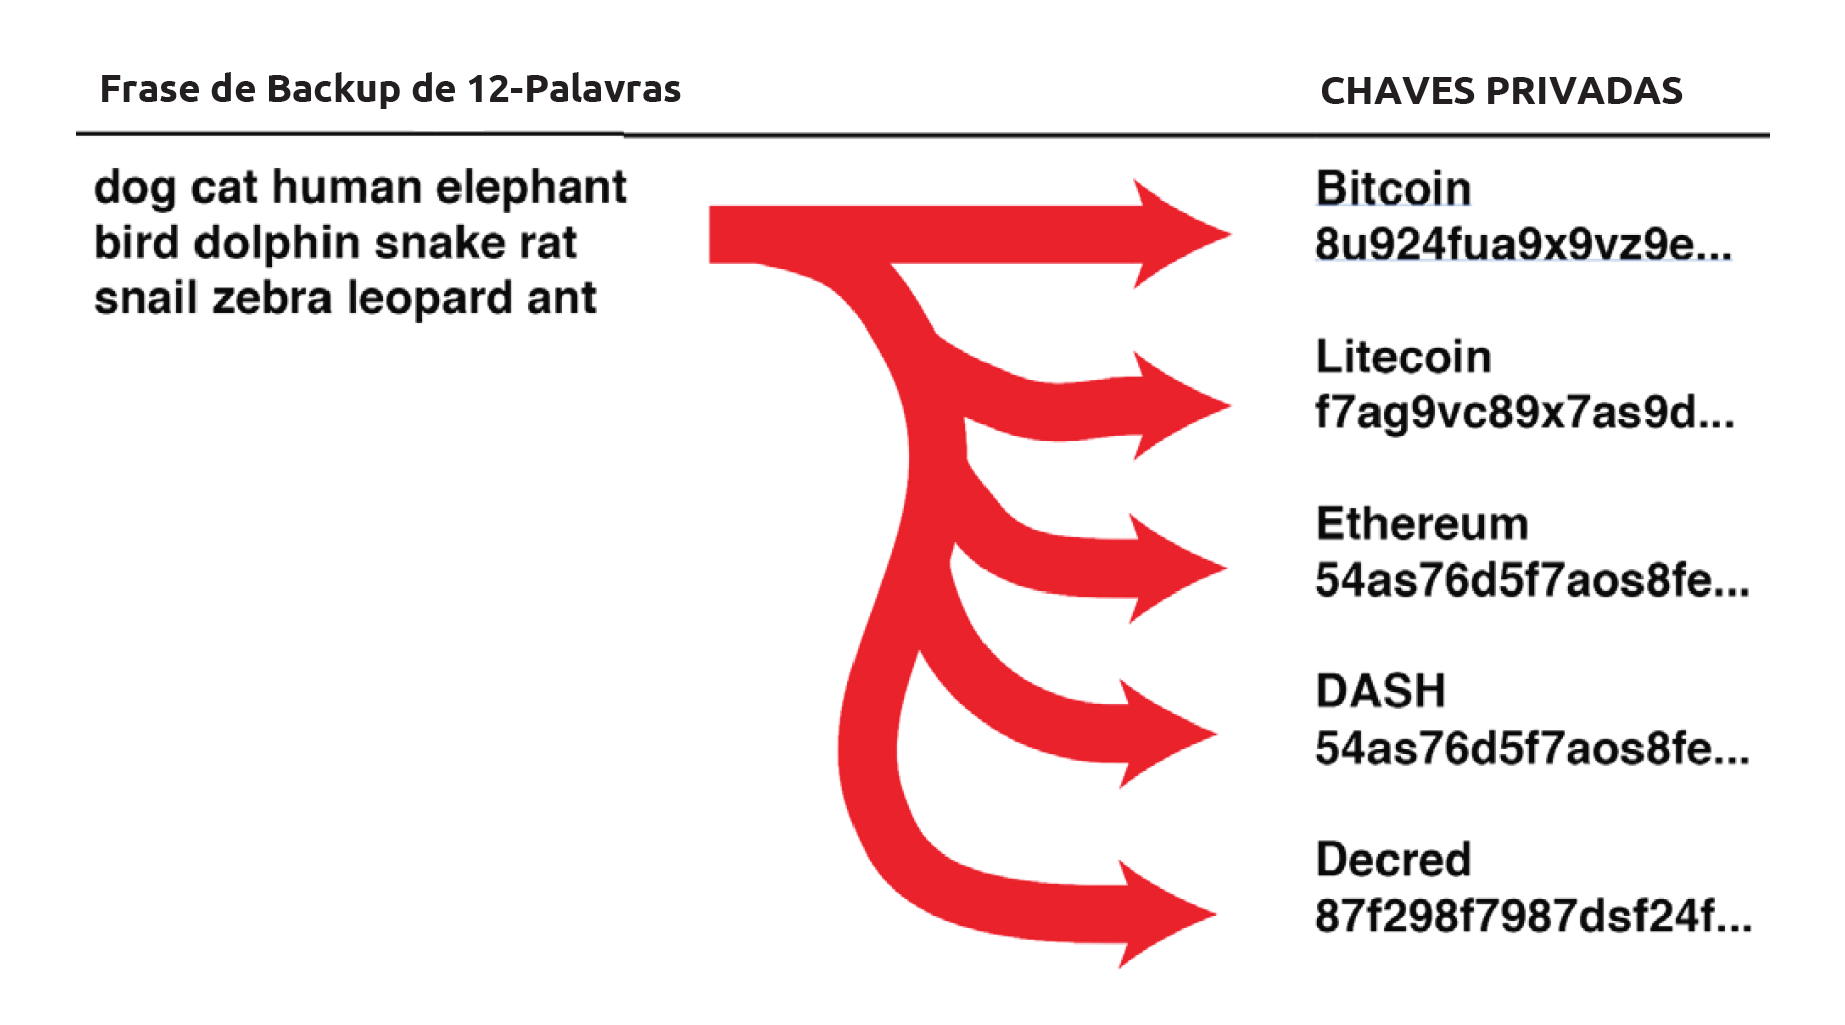 Frase de Backup de 12-Palavras
CHAVES PRIVADAS
dog cat human elephant
bird dolphin snake rat
snail zebra leopard ant
Bitcoin
8u924fua9x9vz9e...
Litecoin
f7ag9vc89x7as9d...
Ethereum
54as76d5f7aos8fe...
DASH
54as76d5f7aos8fe...
Decred
87f298f7987dsf24f...